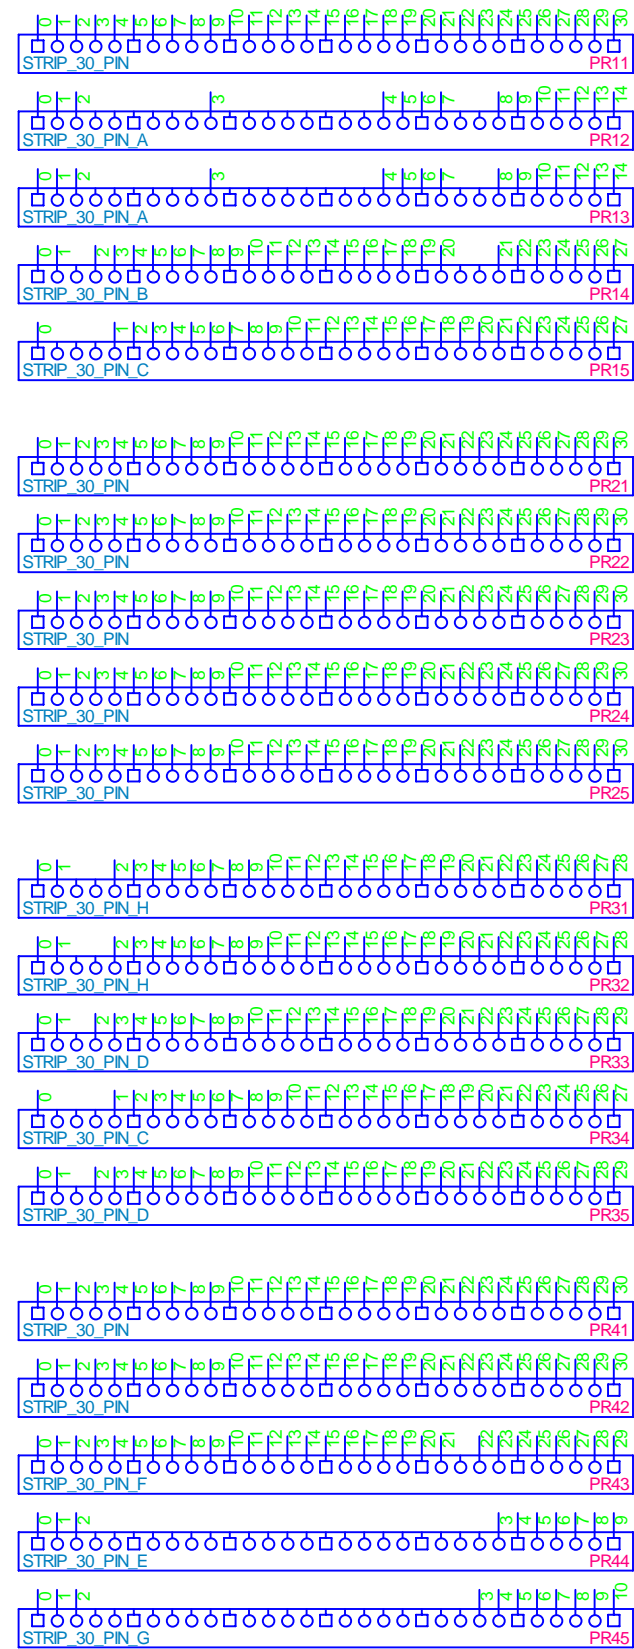 0 1 2 3 4 5 6 7 8 9 10 11 12 13 14 15 16 17 18 19 20 21 22 23 24 25 26 27 28 29 30
STRIP_30_PIN PR11
0 1 2 3 4 5 6 7 8 9 10 11 12 13 14
STRIP_30_PIN_A PR12
0 1 2 3 4 5 6 7 8 9 10 11 12 13 14
STRIP_30_PIN_A PR13
0 1 2 3 4 5 6 7 8 9 10 11 12 13 14 15 16 17 18 19 20 21 22 23 24 25 26 27
STRIP_30_PIN_B PR14
0 1 2 3 4 5 6 7 8 9 10 11 12 13 14 15 16 17 18 19 20 21 22 23 24 25 26 27
STRIP_30_PIN_C PR15
0 1 2 3 4 5 6 7 8 9 10 11 12 13 14 15 16 17 18 19 20 21 22 23 24 25 26 27 28 29 30
STRIP_30_PIN PR21
0 1 2 3 4 5 6 7 8 9 10 11 12 13 14 15 16 17 18 19 20 21 22 23 24 25 26 27 28 29 30
STRIP_30_PIN PR22
0 1 2 3 4 5 6 7 8 9 10 11 12 13 14 15 16 17 18 19 20 21 22 23 24 25 26 27 28 29 30
STRIP_30_PIN PR23
0 1 2 3 4 5 6 7 8 9 10 11 12 13 14 15 16 17 18 19 20 21 22 23 24 25 26 27 28 29 30
STRIP_30_PIN PR24
0 1 2 3 4 5 6 7 8 9 10 11 12 13 14 15 16 17 18 19 20 21 22 23 24 25 26 27 28 29 30
STRIP_30_PIN PR25
0 1 2 3 4 5 6 7 8 9 10 11 12 13 14 15 16 17 18 19 20 21 22 23 24 25 26 27 28
STRIP_30_PIN_H PR31
0 1 2 3 4 5 6 7 8 9 10 11 12 13 14 15 16 17 18 19 20 21 22 23 24 25 26 27 28
STRIP_30_PIN_H PR32
0 1 2 3 4 5 6 7 8 9 10 11 12 13 14 15 16 17 18 19 20 21 22 23 24 25 26 27 28 29
STRIP_30_PIN_D PR33
0 1 2 3 4 5 6 7 8 9 10 11 12 13 14 15 16 17 18 19 20 21 22 23 24 25 26 27
STRIP_30_PIN_C PR34
0 1 2 3 4 5 6 7 8 9 10 11 12 13 14 15 16 17 18 19 20 21 22 23 24 25 26 27 28 29
STRIP_30_PIN_D PR35
0 1 2 3 4 5 6 7 8 9 10 11 12 13 14 15 16 17 18 19 20 21 22 23 24 25 26 27 28 29 30
STRIP_30_PIN PR41
0 1 2 3 4 5 6 7 8 9 10 11 12 13 14 15 16 17 18 19 20 21 22 23 24 25 26 27 28 29 30
STRIP_30_PIN PR42
0 1 2 3 4 5 6 7 8 9 10 11 12 13 14 15 16 17 18 19 20 21 22 23 24 25 26 27 28 29
STRIP_30_PIN_F PR43
0 1 2 3 4 5 6 7 8 9
STRIP_30_PIN_E PR44
0 1 2 3 4 5 6 7 8 9 10
STRIP_30_PIN_G PR45